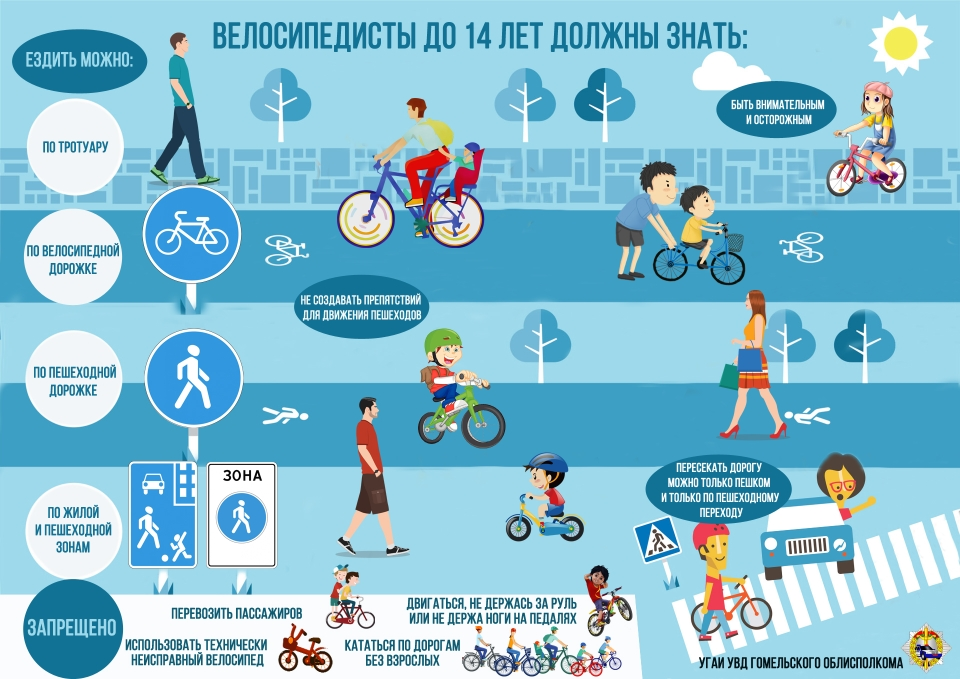 ВЕЛОСИПЕДИСТЫ ДО 14 ЛЕТ ДОЛЖНЫ ЗНАТЬ:
ЕЗДИТЬ МОЖНО:
ПО ТРОТУАРУ
БЫТЬ ВНИМАТЕЛЬНЫМ
И ОСТОРОЖНЫМ
ПО ВЕЛОСИПЕДНОЙ
ДОРОЖКЕ
НЕ СОЗДАВАТЬ ПРЕПЯТСТВИЙ
ДЛЯ ДВИЖЕНИЯ ПЕШЕХОДОВ
ПО ПЕШЕХОДНОЙ
ДОРОЖКЕ
ПО ЖИЛОЙ
И ПЕШЕХОДНОЙ
ЗОНАМ
ЗОНА
ПЕРЕСЕКАТЬ ДОРОГУ
МОЖНО ТОЛЬКО ПЕШКОМ
И ТОЛЬКО ПО ПЕШЕХОДНОМУ
ПЕРЕХОДУ
ЗАПРЕЩЕНО
ПЕРЕВОЗИТЬ ПАССАЖИРОВ
ДВИГАТЬСЯ, НЕ ДЕРЖАСЬ ЗА РУЛЬ
ИЛИ НЕ ДЕРЖА НОГИ НА ПЕДАЛЯХ
ИСПОЛЬЗОВАТЬ ТЕХНИЧЕСКИ
НЕИСПРАВНЫЙ ВЕЛОСИПЕД
КАТАТЬСЯ ПО ДОРОГАМ
БЕЗ ВЗРОСЛЫХ
УГАИ УВД ГОМЕЛЬСКОГО ОБЛИСПОЛКОМА